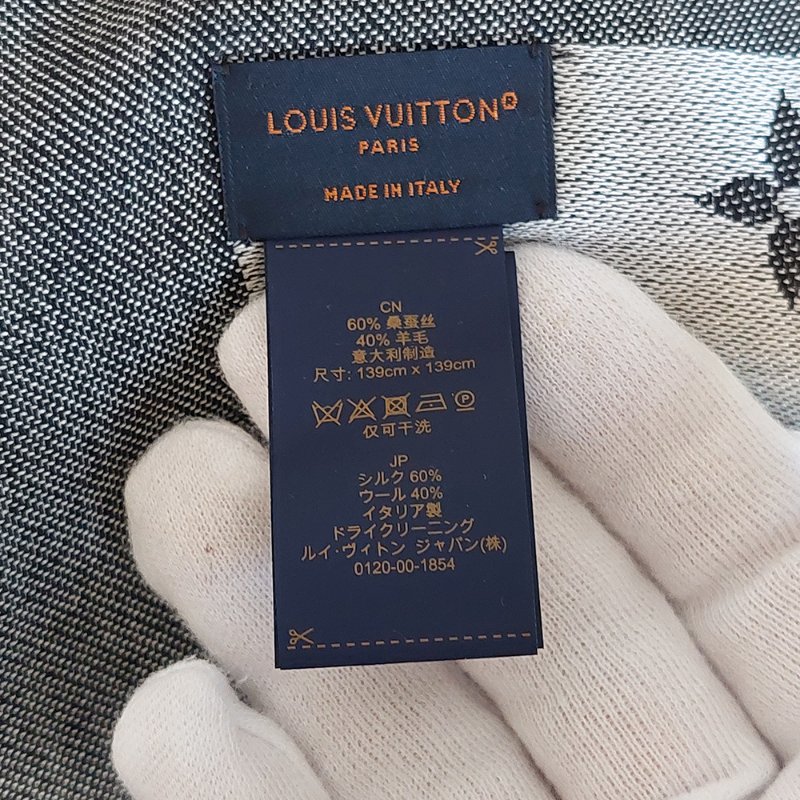 LOUIS VUITTON®
PARIS
MADE IN ITALY
CN
60% 桑蚕丝
40% 羊毛
意大利制造
尺寸: 139cm x 139cm
仅可干洗
JP
シルク 60%
ウール 40%
イタリア製
ドライクリーニング
ルイ・ヴィトン ジャパン(株)
0120-00-1854